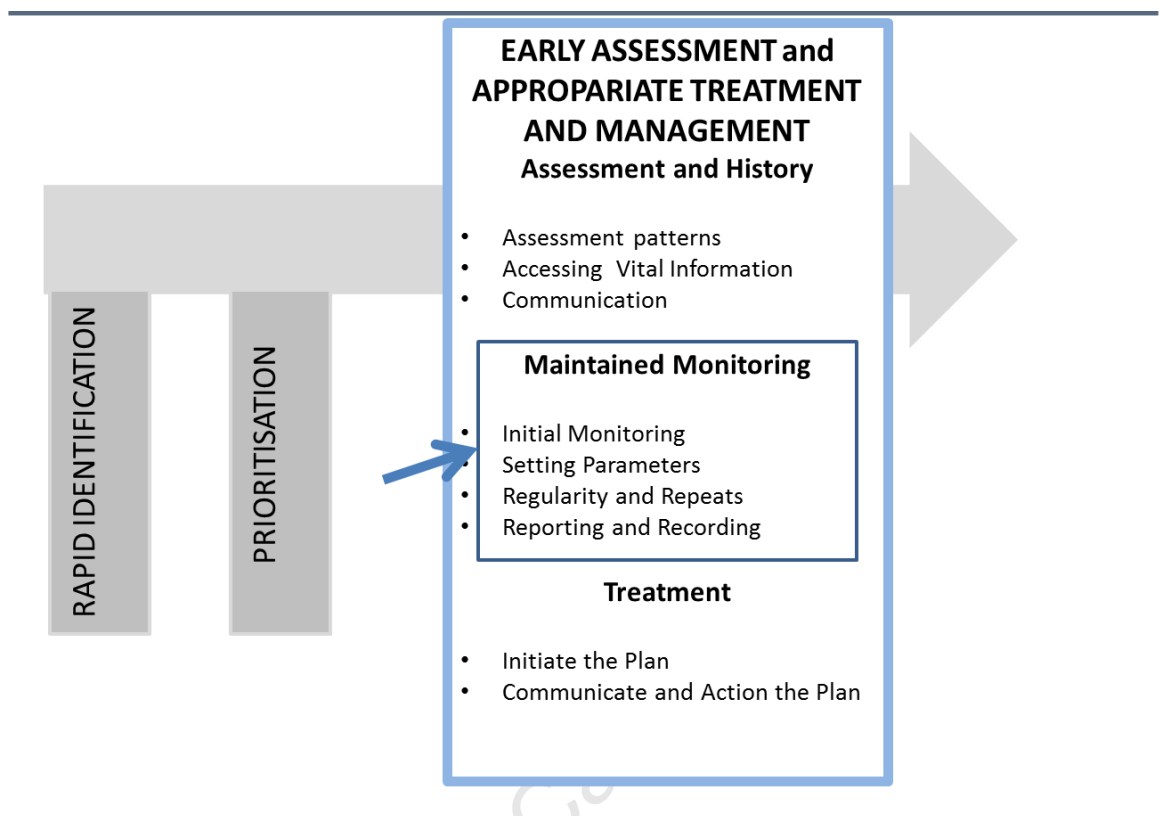 EARLY ASSESSMENT and
APPROPARIATE TREATMENT
AND MANAGEMENT
Assessment and History
• Assessment patterns
• Accessing Vital Information
• Communication
Maintained Monitoring
• Initial Monitoring
• Setting Parameters
• Regularity and Repeats
• Reporting and Recording
Treatment
• Initiate the Plan
• Communicate and Action the Plan
RAPID IDENTIFICATION
PRIORITISATION